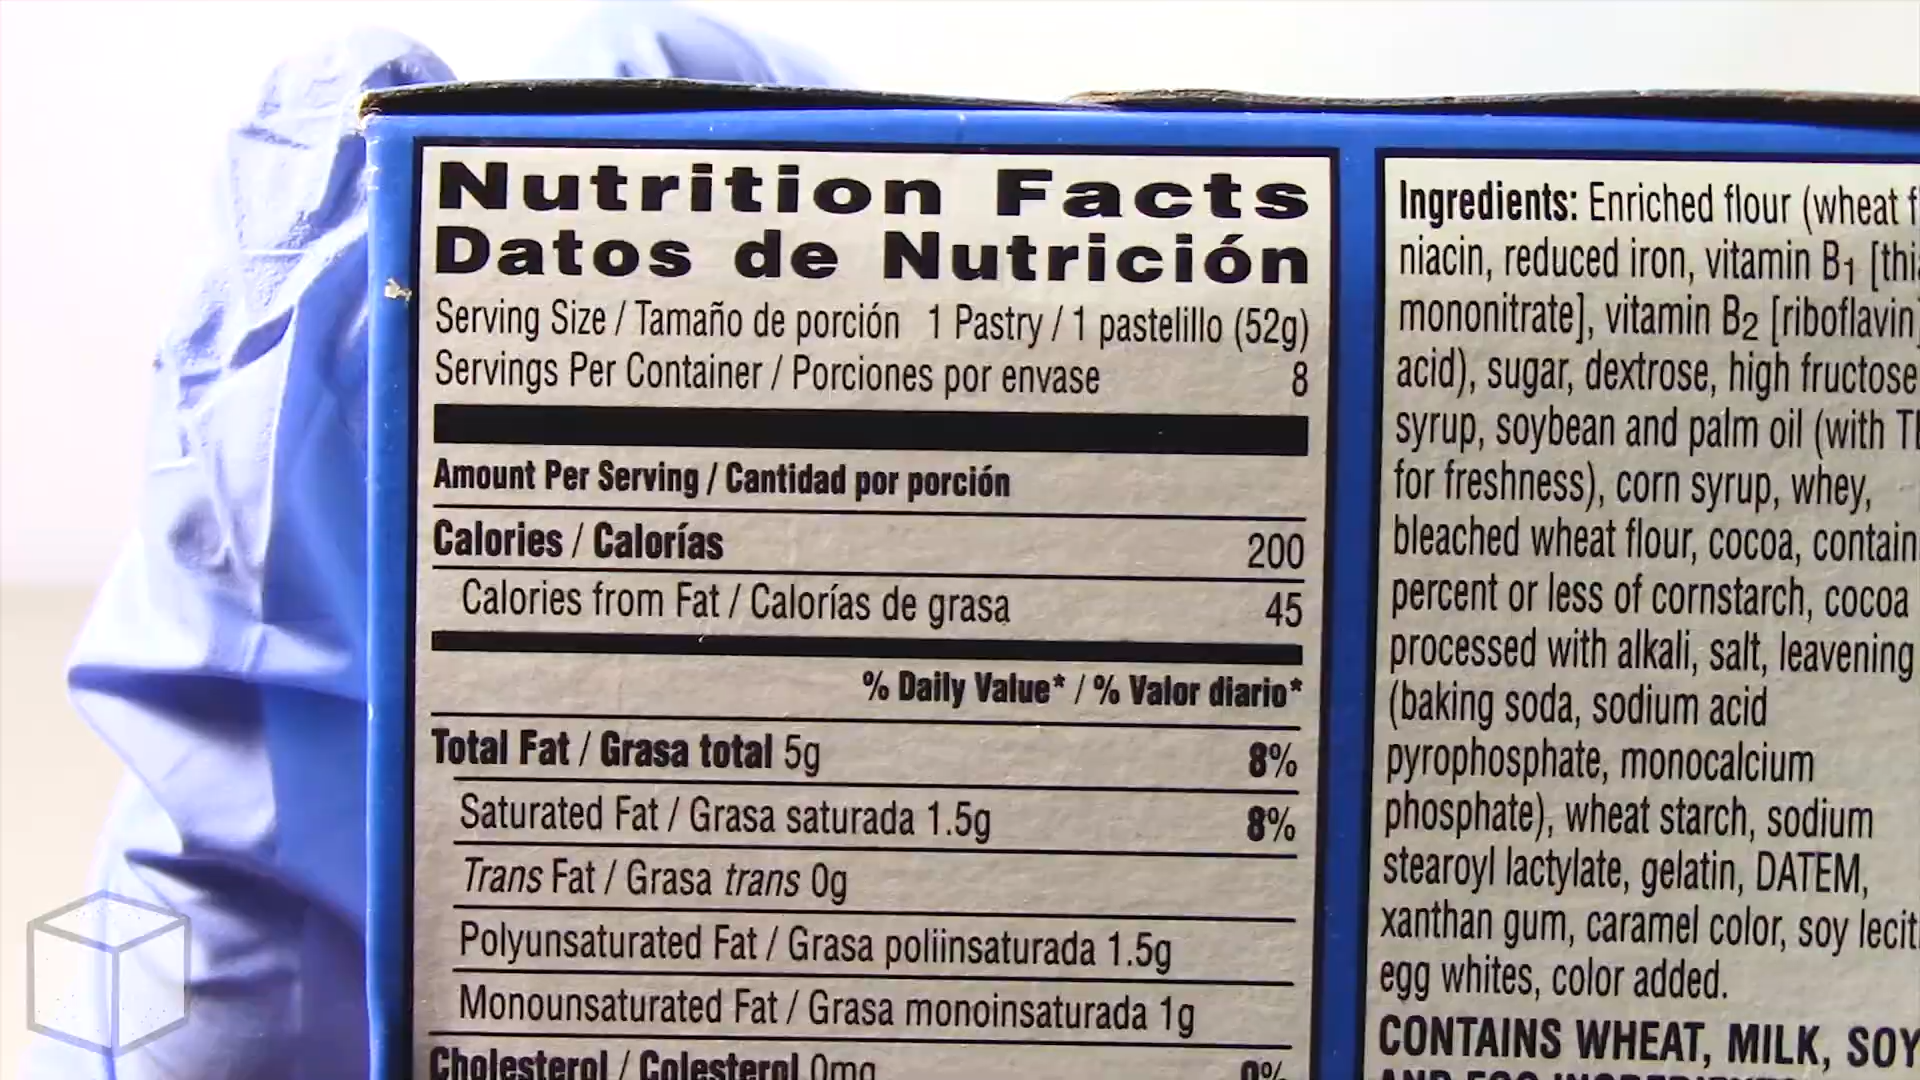 Nutrition Facts
Datos de Nutrición
Serving Size / Tamaño de porción 1 Pastry / 1 pastelillo (52g)
Servings Per Container / Porciones por envase 8
Amount Per Serving / Cantidad por porción
Calories / Calorías 200
Calories from Fat / Calorías de grasa 45
% Daily Value* / % Valor diario*
Total Fat / Grasa total 5g 8%
Saturated Fat / Grasa saturada 1.5g 8%
Trans Fat / Grasa trans 0g
Polyunsaturated Fat / Grasa poliinsaturada 1.5g
Monounsaturated Fat / Grasa monoinsaturada 1g
Cholesterol / Colesterol 0mg 0%
Ingredients: Enriched flour (wheat
niacin, reduced iron, vitamin B1
mononitrate], vitamin B2 [riboflavin]
acid), sugar, dextrose, high fructose
syrup, soybean and palm oil (with
for freshness), corn syrup, whey,
bleached wheat flour, cocoa, contain
percent or less of cornstarch, cocoa
processed with alkali, salt, leavening
(baking soda, sodium acid
pyrophosphate, monocalcium
phosphate), wheat starch, sodium
stearoyl lactylate, gelatin, DATEM,
xanthan gum, caramel color, soy
egg whites, color added.
CONTAINS WHEAT, MILK, SOY